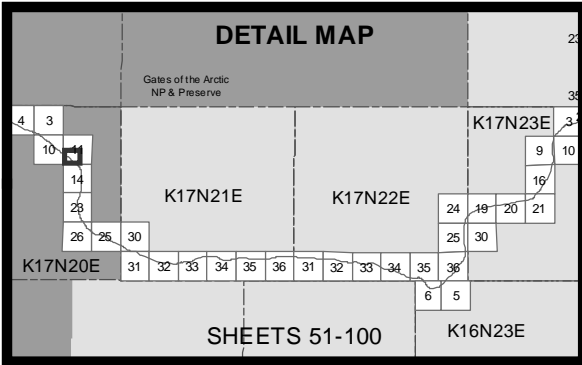 DETAIL MAP
23
Gates of the Arctic
NP & Preserve
35
4 3
K17N23E 3
10 11 9 10
14 16
K17N21E K17N22E
23 24 19 20 21
26 25 30 25 30
K17N20E 31 32 33 34 35 36 31 32 33 34 35 36
6 5
SHEETS 51-100 K16N23E